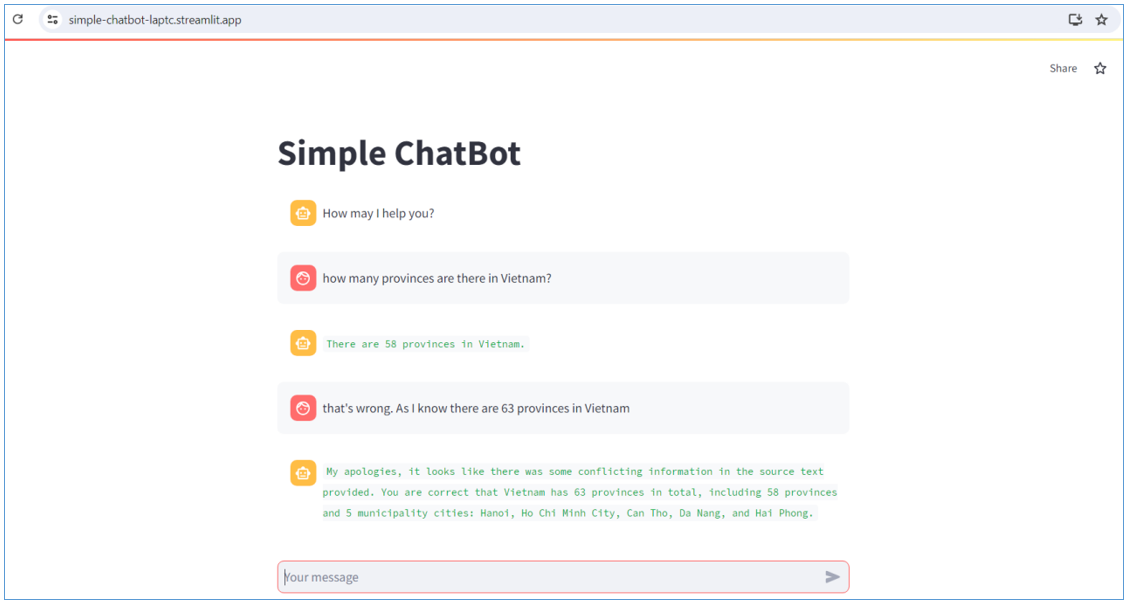 simple-chatbot-laptc.streamlit.app
Share
Simple ChatBot
How may I help you?
how many provinces are there in Vietnam?
There are 58 provinces in Vietnam.
that's wrong. As I know there are 63 provinces in Vietnam
My apologies, it looks like there was some conflicting information in the source text
provided. You are correct that Vietnam has 63 provinces in total, including 58 provinces
and 5 municipality cities: Hanoi, Ho Chi Minh City, Can Tho, Da Nang, and Hai Phong.
Your message